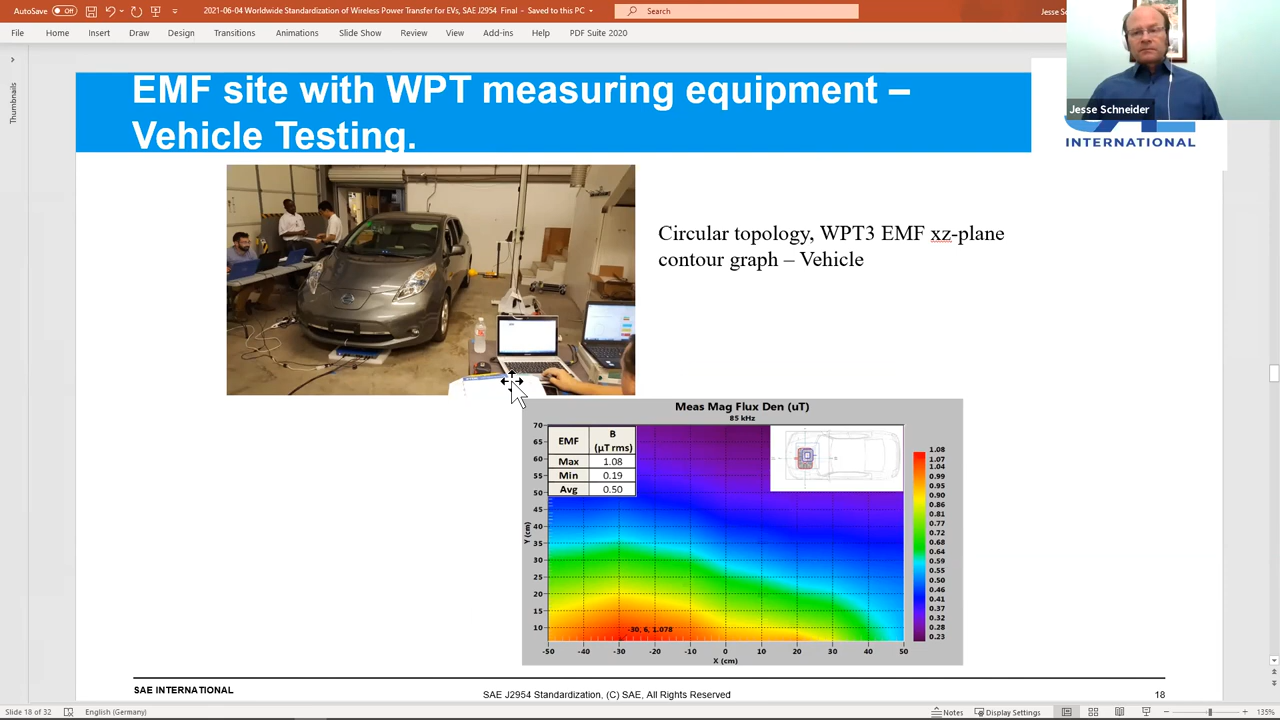 AutoSave Off
2021-06-04 Worldwide Standardization of Wireless Power Transfer for EVs, SAE J2954 Final - Saved to this PC
Search
Jesse Sc
File Home Insert Draw Design Transitions Animations Slide Show Review View Add-ins Help PDF Suite 2020
Thumbnails
EMF site with WPT measuring equipment –
Vehicle Testing.
Jesse Schneider
INTERNATIONAL
Circular topology, WPT3 EMF xz-plane
contour graph – Vehicle
Meas Mag Flux Den (uT)
85 kHz
EMF B
(µT rms)
Max 1.08
Min 0.19
Avg 0.50
70
65
60
55
50
45
40
35
30
25
20
15
10
Y (cm)
-30, 6, 1.078
-50 -40 -30 -20 -10 0 10 20 30 40 50
X (cm)
1.08
1.07
1.04
0.99
0.95
0.90
0.86
0.81
0.77
0.72
0.68
0.64
0.59
0.55
0.50
0.46
0.41
0.37
0.32
0.28
0.23
SAE INTERNATIONAL
SAE J2954 Standardization, (C) SAE, All Rights Reserved
18
Slide 18 of 32 English (Germany) Notes Display Settings 135%